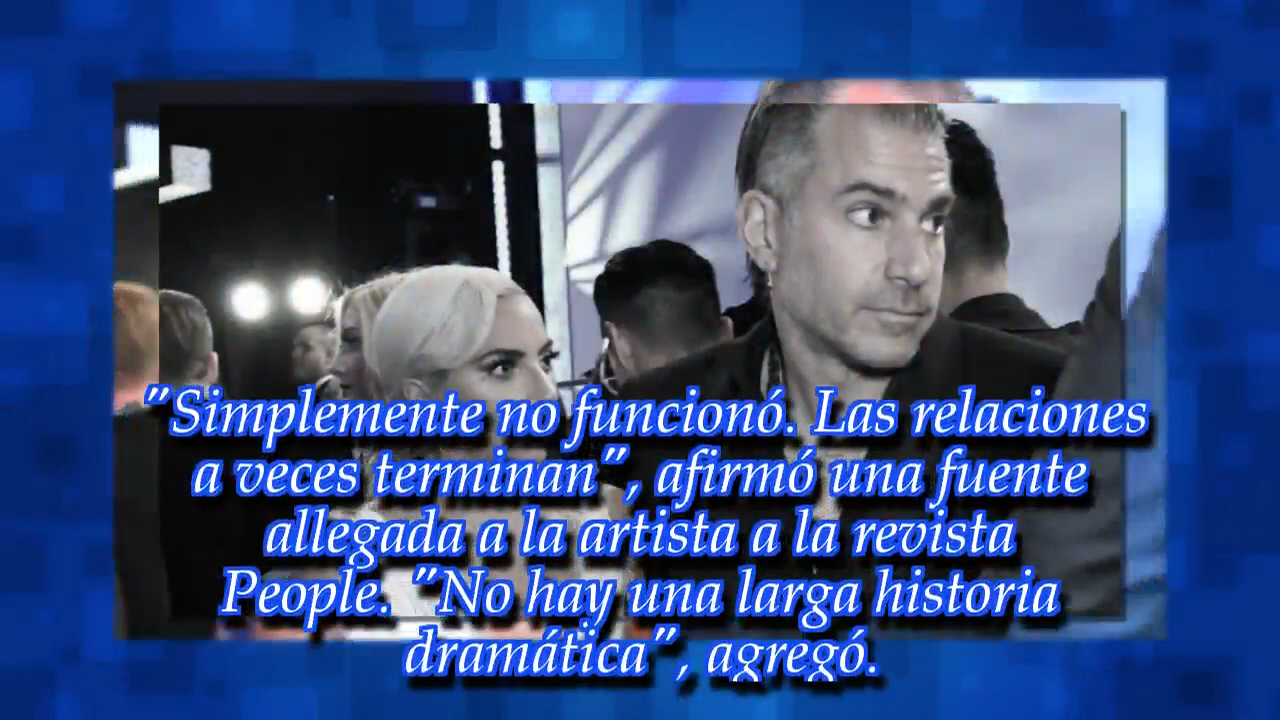 "Simplemente no funcionó. Las relaciones
a veces terminan", afirmó una fuente
allegada a la artista a la revista
People. "No hay una larga historia
dramática", agregó.